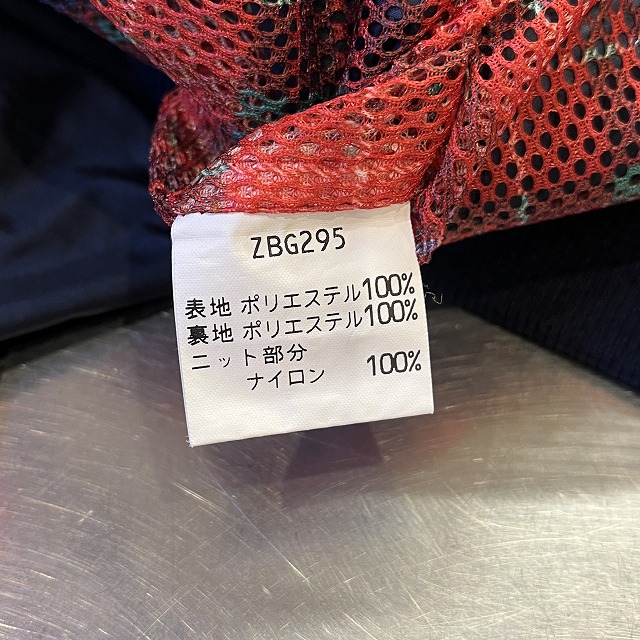 ZBG295
表地 ポリエステル100%
裏地 ポリエステル100%
ニット部分
ナイロン 100%